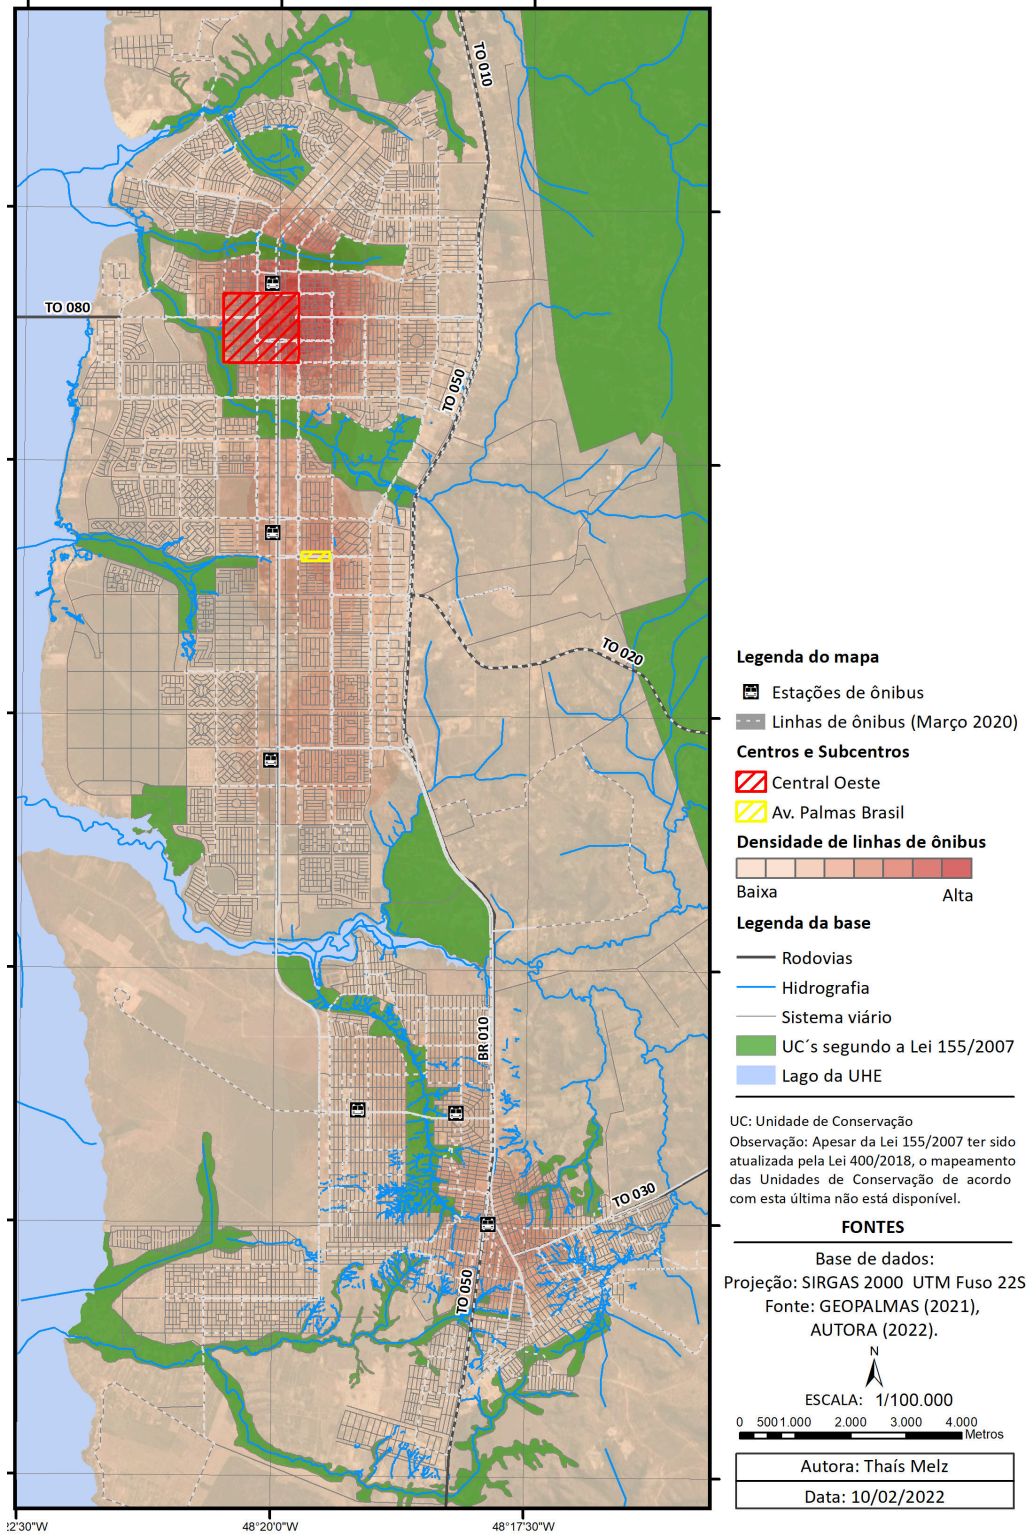 TO 010
TO 080
TO 050
TO 020
BR 010
TO 030
TO 050
:2'30"W
48°20'0"W
48°17'30"W
Legenda do mapa
Estações de ônibus
Linhas de ônibus (Março 2020)
Centros e Subcentros
Central Oeste
Av. Palmas Brasil
Densidade de linhas de ônibus
Baixa
Alta
Legenda da base
Rodovias
Hidrografia
Sistema viário
UC´s segundo a Lei 155/2007
Lago da UHE
UC: Unidade de Conservação
Observação: Apesar da Lei 155/2007 ter sido
atualizada pela Lei 400/2018, o mapeamento
das Unidades de Conservação de acordo
com esta última não está disponível.
FONTES
Base de dados:
Projeção: SIRGAS 2000 UTM Fuso 22S
Fonte: GEOPALMAS (2021),
AUTORA (2022).
N
ESCALA: 1/100.000
0 500 1.000 2.000 3.000 4.000
Metros
Autora: Thaís Melz
Data: 10/02/2022